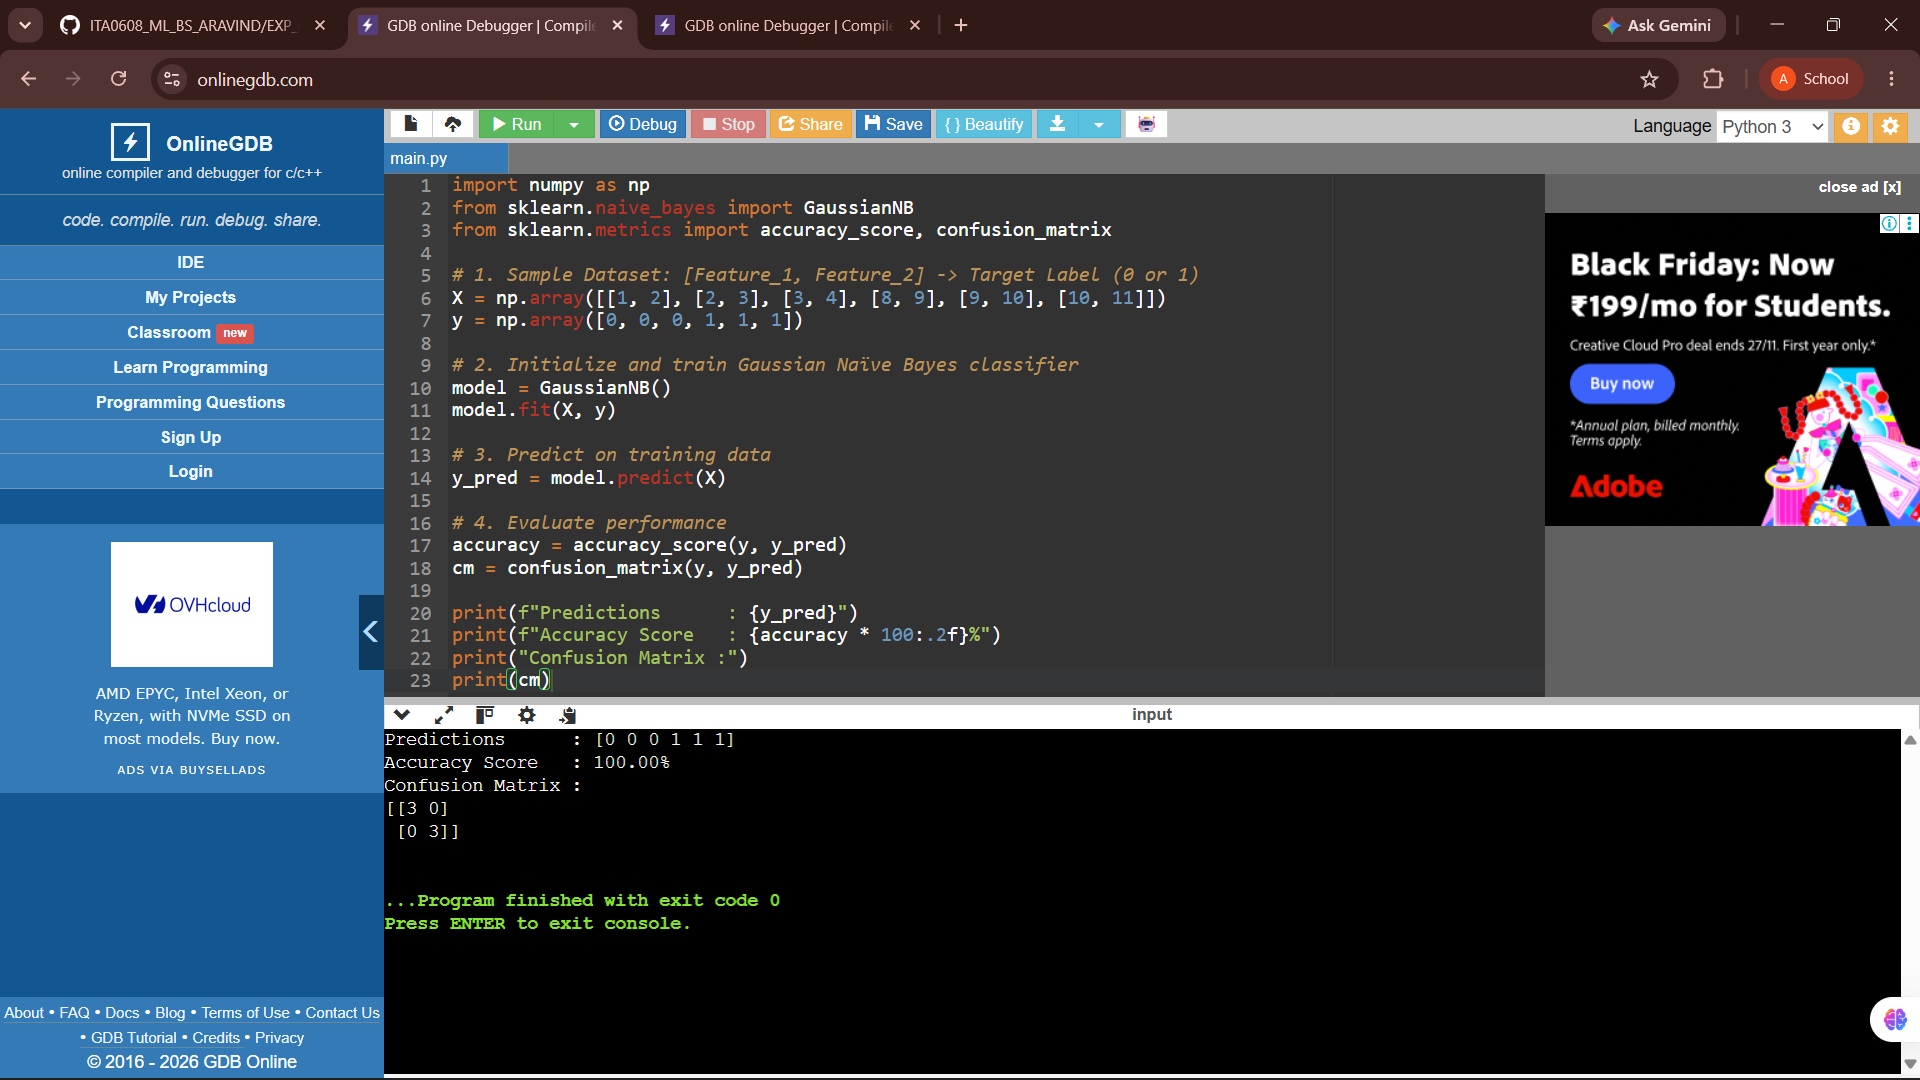 ITA0608_ML_BS_ARAVIND/EXP_
GDB online Debugger | Compile
GDB online Debugger | Compile
Ask Gemini
onlinegdb.com
A School
OnlineGDB
online compiler and debugger for c/c++
code. compile. run. debug. share.
IDE
My Projects
Classroom new
Learn Programming
Programming Questions
Sign Up
Login
OVHcloud
AMD EPYC, Intel Xeon, or
Ryzen, with NVMe SSD on
most models. Buy now.
ADS VIA BUYSELLADS
About • FAQ • Docs • Blog • Terms of Use • Contact Us
• GDB Tutorial • Credits • Privacy
© 2016 - 2026 GDB Online
Run Debug Stop Share Save { } Beautify
Language Python 3
main.py
1 import numpy as np
2 from sklearn.naive_bayes import GaussianNB
3 from sklearn.metrics import accuracy_score, confusion_matrix
4
5 # 1. Sample Dataset: [Feature_1, Feature_2] -> Target Label (0 or 1)
6 X = np.array([[1, 2], [2, 3], [3, 4], [8, 9], [9, 10], [10, 11]])
7 y = np.array([0, 0, 0, 1, 1, 1])
8
9 # 2. Initialize and train Gaussian Naïve Bayes classifier
10 model = GaussianNB()
11 model.fit(X, y)
12
13 # 3. Predict on training data
14 y_pred = model.predict(X)
15
16 # 4. Evaluate performance
17 accuracy = accuracy_score(y, y_pred)
18 cm = confusion_matrix(y, y_pred)
19
20 print(f"Predictions      : {y_pred}")
21 print(f"Accuracy Score   : {accuracy * 100:.2f}%")
22 print("Confusion Matrix :")
23 print(cm)
input
Predictions      : [0 0 0 1 1 1]
Accuracy Score   : 100.00%
Confusion Matrix :
[[3 0]
 [0 3]]
...Program finished with exit code 0
Press ENTER to exit console.
close ad [x]
Black Friday: Now
₹199/mo for Students.
Creative Cloud Pro deal ends 27/11. First year only.*
Buy now
*Annual plan, billed monthly.
Terms apply.
Adobe